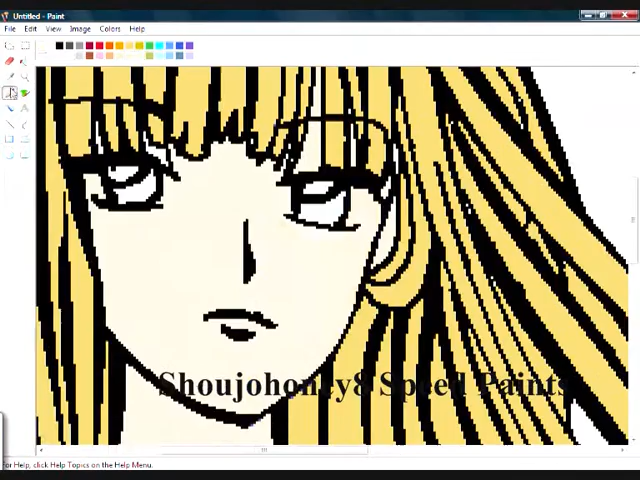 Untitled - Paint
File Edit View Image Colors Help
Shoujohoney8 Speed Paints
For Help, click Help Topics on the Help Menu.